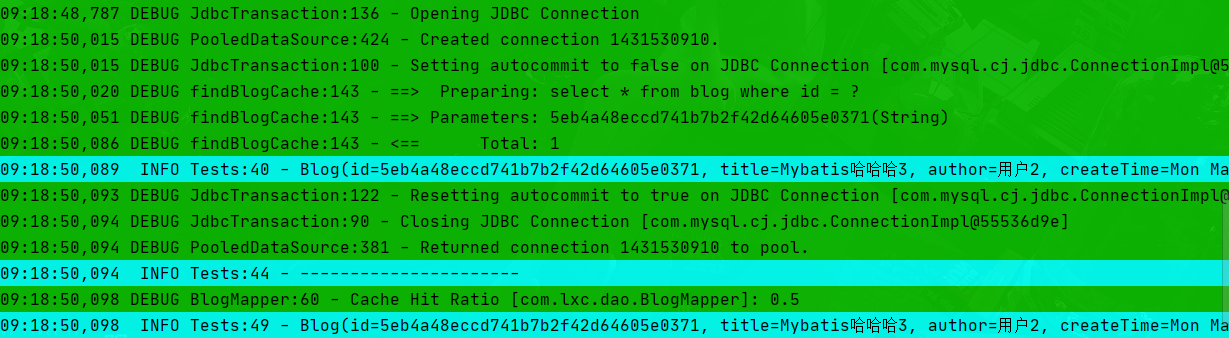 09:18:48,787 DEBUG JdbcTransaction:136 - Opening JDBC Connection
09:18:50,015 DEBUG PooledDataSource:424 - Created connection 1431530910.
09:18:50,015 DEBUG JdbcTransaction:100 - Setting autocommit to false on JDBC Connection [com.mysql.cj.jdbc.ConnectionImpl@5
09:18:50,020 DEBUG findBlogCache:143 - ==>  Preparing: select * from blog where id = ?
09:18:50,051 DEBUG findBlogCache:143 - ==> Parameters: 5eb4a48eccd741b7b2f42d64605e0371(String)
09:18:50,086 DEBUG findBlogCache:143 - <==      Total: 1
09:18:50,089  INFO Tests:40 - Blog(id=5eb4a48eccd741b7b2f42d64605e0371, title=Mybatis哈哈哈3, author=用户2, createTime=Mon Ma
09:18:50,093 DEBUG JdbcTransaction:122 - Resetting autocommit to true on JDBC Connection [com.mysql.cj.jdbc.ConnectionImpl@
09:18:50,094 DEBUG JdbcTransaction:90 - Closing JDBC Connection [com.mysql.cj.jdbc.ConnectionImpl@55536d9e]
09:18:50,094 DEBUG PooledDataSource:381 - Returned connection 1431530910 to pool.
09:18:50,094  INFO Tests:44 - ----------------------
09:18:50,098 DEBUG BlogMapper:60 - Cache Hit Ratio [com.lxc.dao.BlogMapper]: 0.5
09:18:50,098  INFO Tests:49 - Blog(id=5eb4a48eccd741b7b2f42d64605e0371, title=Mybatis哈哈哈3, author=用户2, createTime=Mon Ma